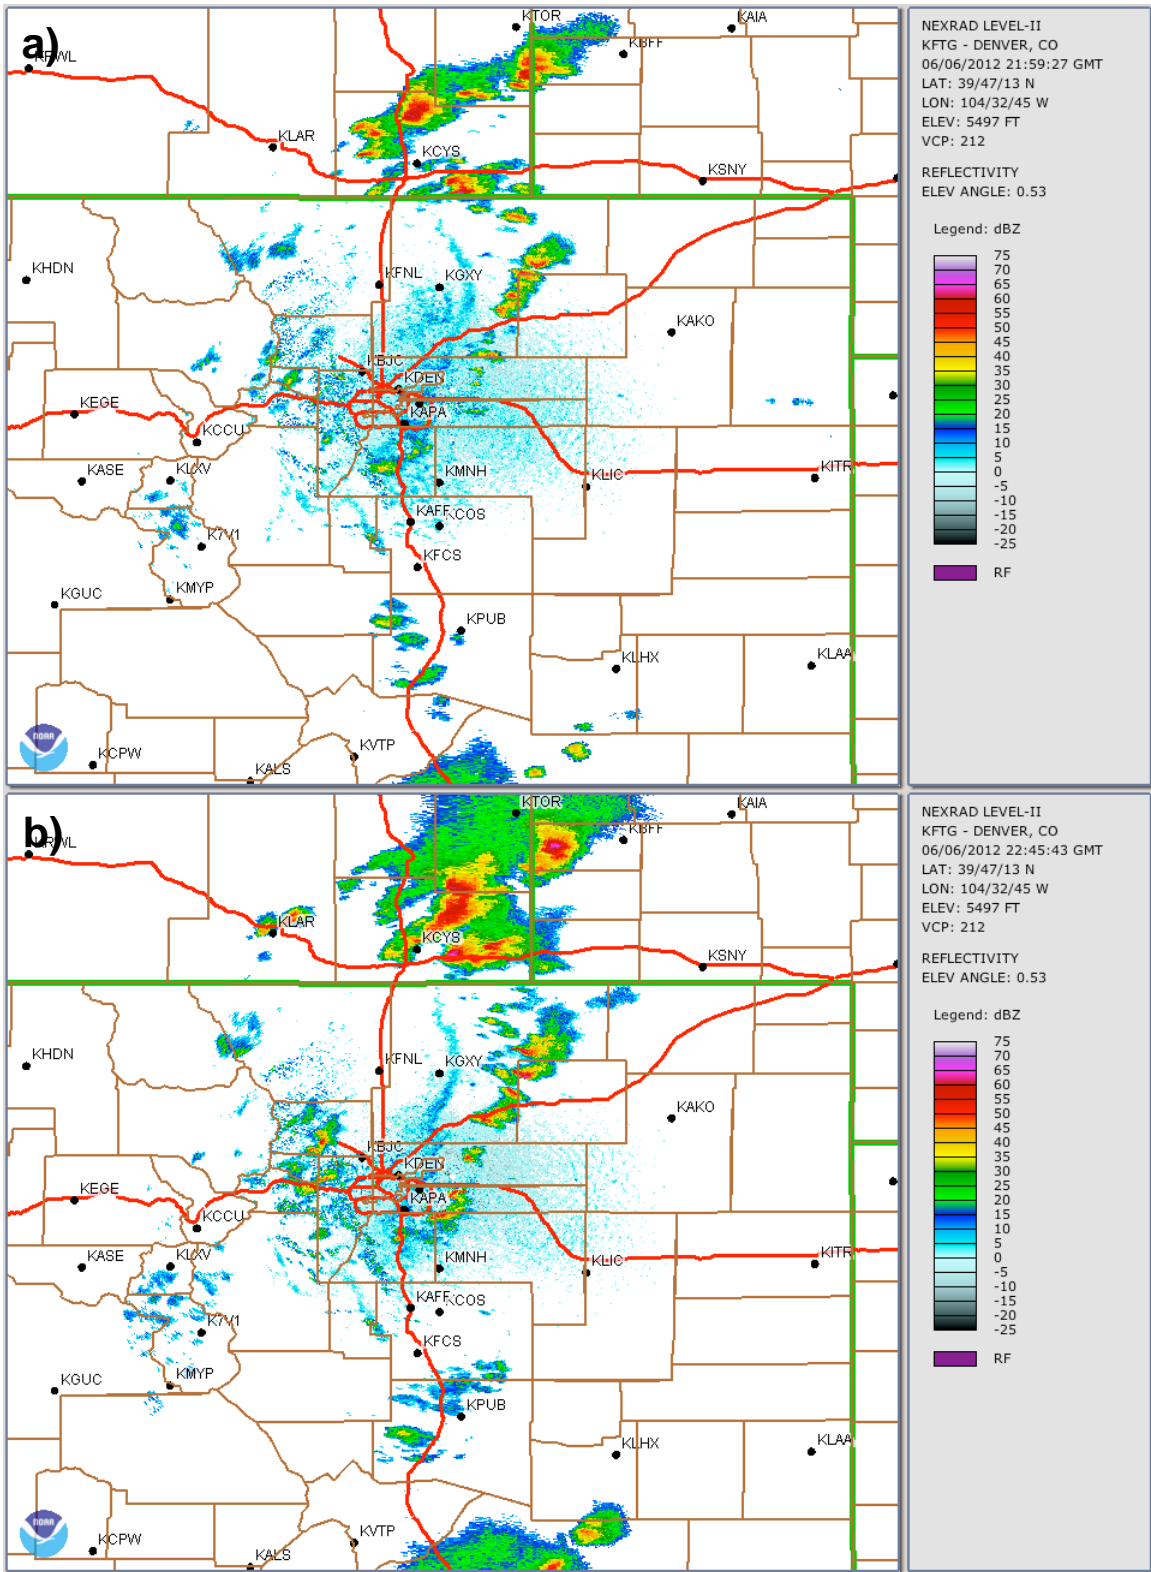 a)
KTOR
KAIA
KBFF
KRWL
KLAR
KCYS
KSNY
KHDN
KFNL
KGXY
KAKO
KBJC
KDEN
KEGE
KAPA
KCCU
KASE
KLXV
KMNH
KLIC
KITR
KAFF
KCOS
K7V1
KFCS
KGUC
KMYP
KPUB
KLHX
KLAA
NOAA
KCPW
KVTP
KALS
NEXRAD LEVEL-II
KFTG - DENVER, CO
06/06/2012 21:59:27 GMT
LAT: 39/47/13 N
LON: 104/32/45 W
ELEV: 5497 FT
VCP: 212
REFLECTIVITY
ELEV ANGLE: 0.53
Legend: dBZ
75
70
65
60
55
50
45
40
35
30
25
20
15
10
5
0
-5
-10
-15
-20
-25
RF
b)
KTOR
KAIA
KBFF
KRWL
KLAR
KCYS
KSNY
KHDN
KFNL
KGXY
KAKO
KBJC
KDEN
KEGE
KAPA
KCCU
KASE
KLXV
KMNH
KLIC
KITR
KAFF
KCOS
K7V1
KFCS
KGUC
KMYP
KPUB
KLHX
KLAA
NOAA
KCPW
KVTP
KALS
NEXRAD LEVEL-II
KFTG - DENVER, CO
06/06/2012 22:45:43 GMT
LAT: 39/47/13 N
LON: 104/32/45 W
ELEV: 5497 FT
VCP: 212
REFLECTIVITY
ELEV ANGLE: 0.53
Legend: dBZ
75
70
65
60
55
50
45
40
35
30
25
20
15
10
5
0
-5
-10
-15
-20
-25
RF